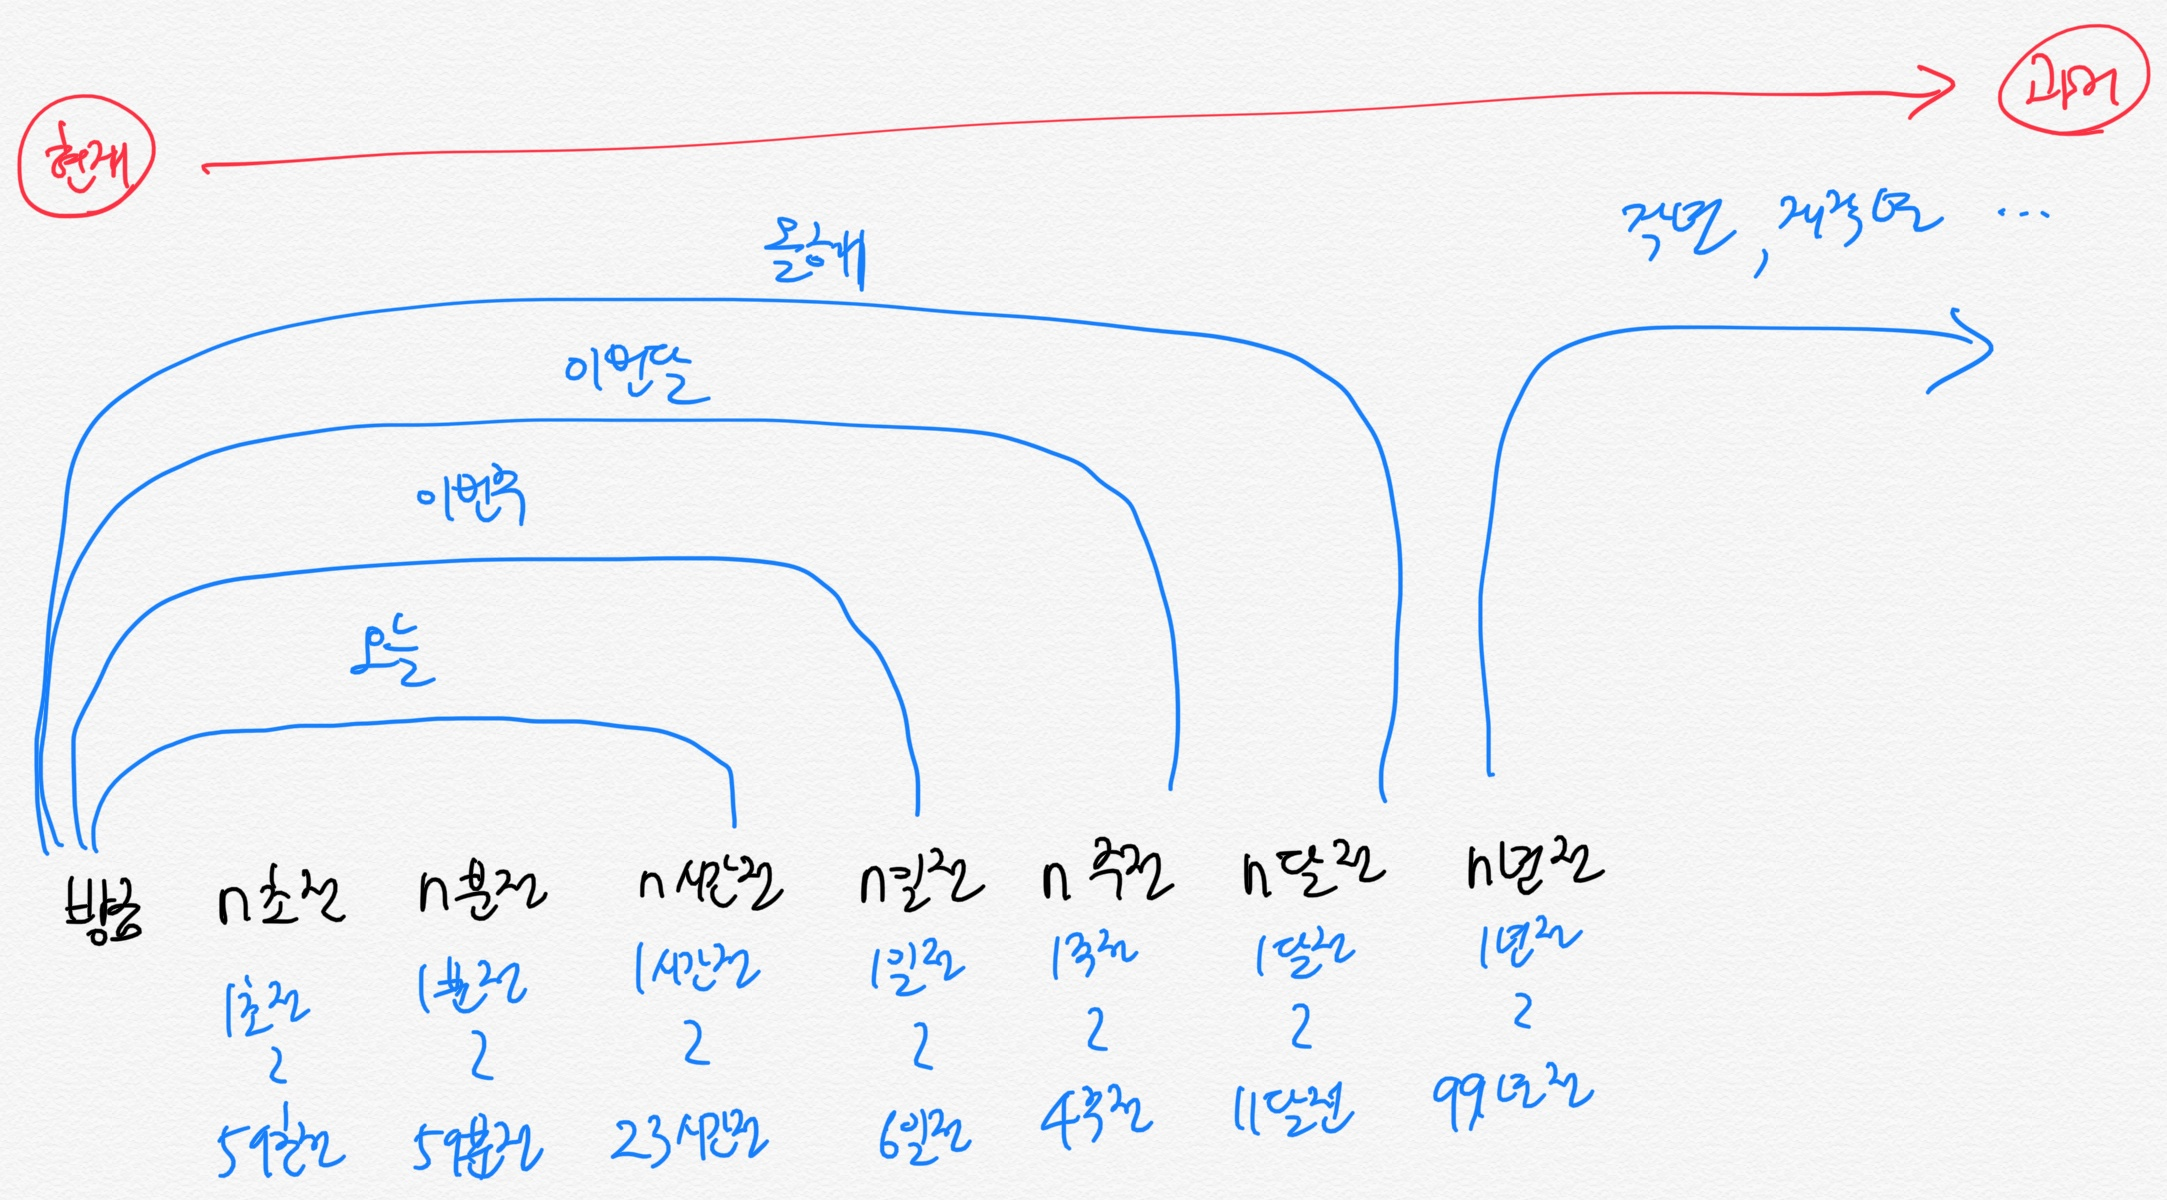 현재
과거
올해
작년, 재작년 ...
이번달
이번주
오늘
방금 n초전 n분전 n시간전 n일전 n주전 n달전 n년전
1초전 1분전 1시간전 1일전 1주전 1달전 1년전
2 2 2 2 2 2 2
59초전 59분전 23시간전 6일전 4주전 11달전 99년전